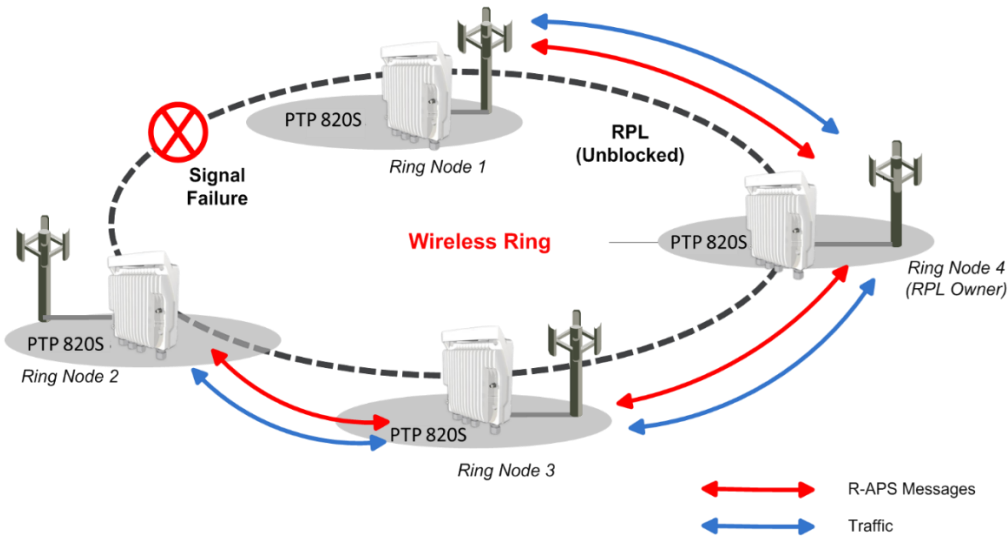 PTP 820S
Ring Node 1
RPL
(Unblocked)
Signal
Failure
Wireless Ring
PTP 820S
Ring Node 4
(RPL Owner)
PTP 820S
Ring Node 2
PTP 820S
Ring Node 3
R-APS Messages
Traffic